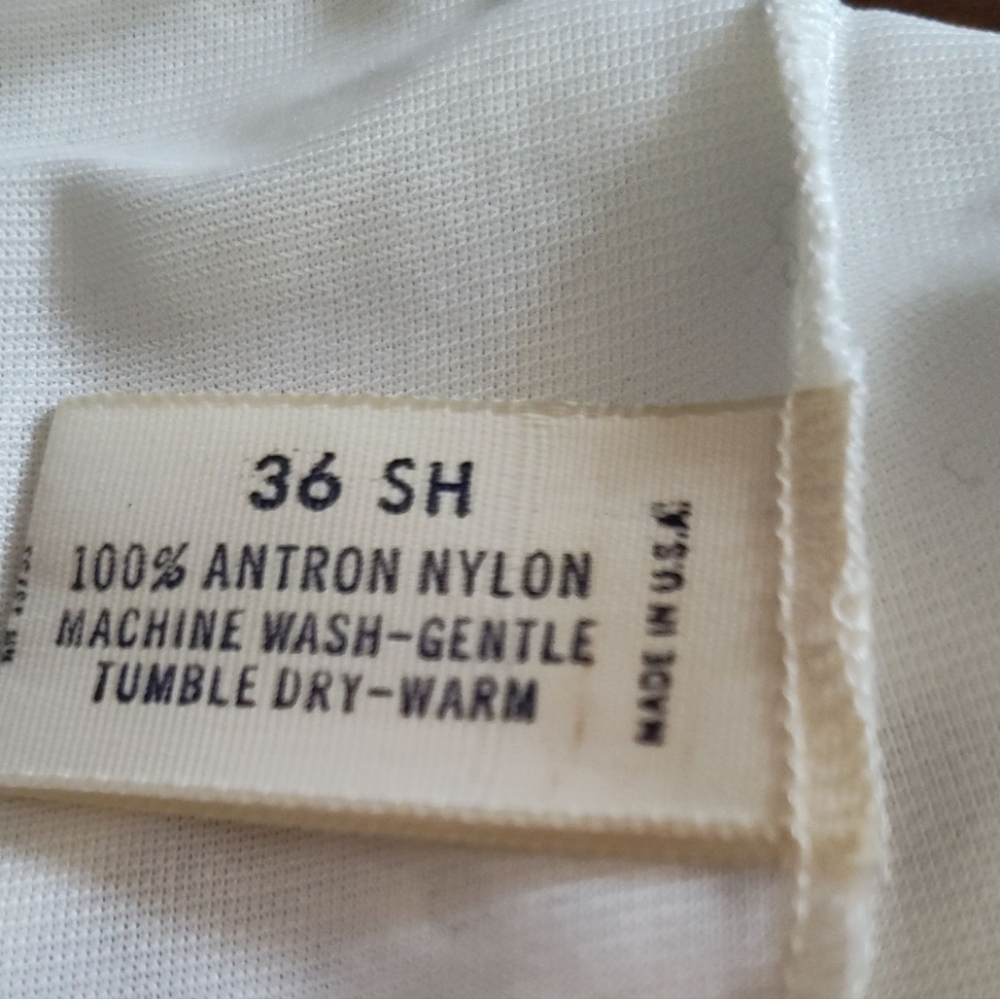 36 SH
100% ANTRON NYLON
MACHINE WASH-GENTLE
TUMBLE DRY-WARM
MADE IN U.S.A.